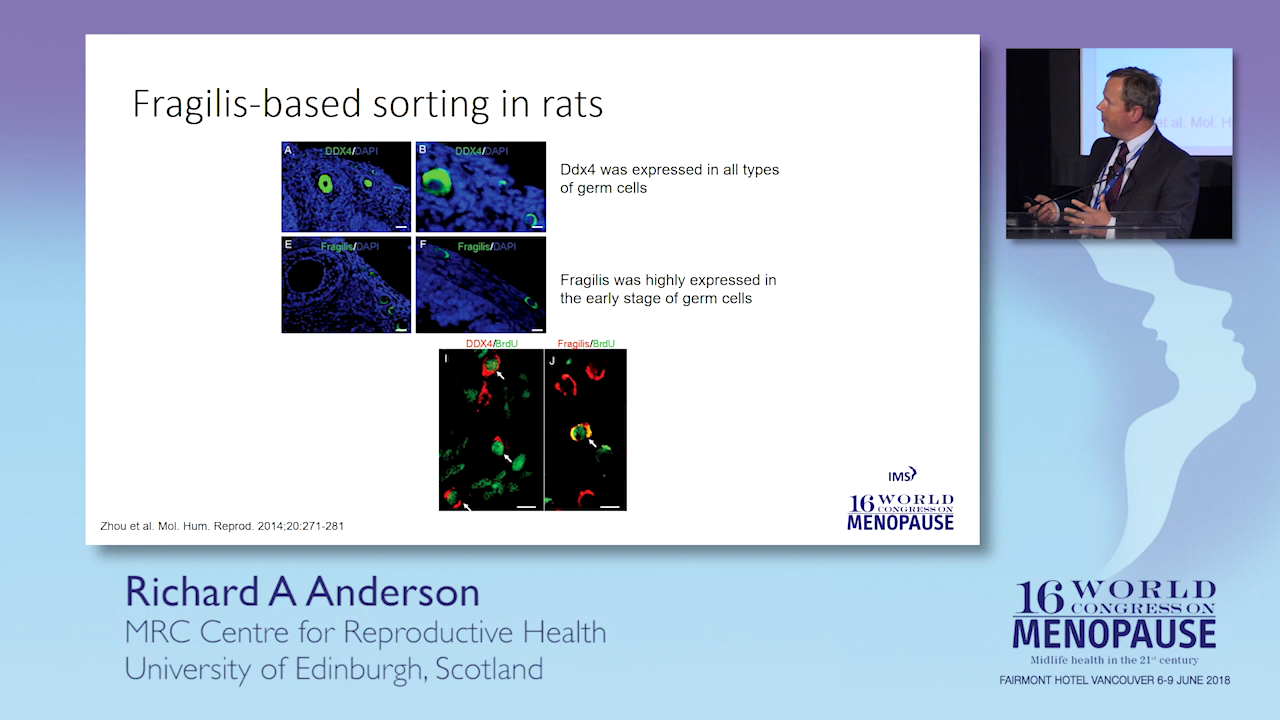 Fragilis-based sorting in rats
A DDX4/DAPI
B DDX4/DAPI
Ddx4 was expressed in all types
of germ cells
E Fragilis/DAPI
F Fragilis/DAPI
Fragilis was highly expressed in
the early stage of germ cells
DDX4/BrdU
Fragilis/BrdU
I
J
Zhou et al. Mol. Hum. Reprod. 2014;20:271-281
IMS
16 WORLD
CONGRESS ON
MENOPAUSE
et al. Mol. H
Richard A Anderson
MRC Centre for Reproductive Health
University of Edinburgh, Scotland
16 WORLD
CONGRESS ON
MENOPAUSE
Midlife health in the 21st century
FAIRMONT HOTEL VANCOUVER 6-9 JUNE 2018